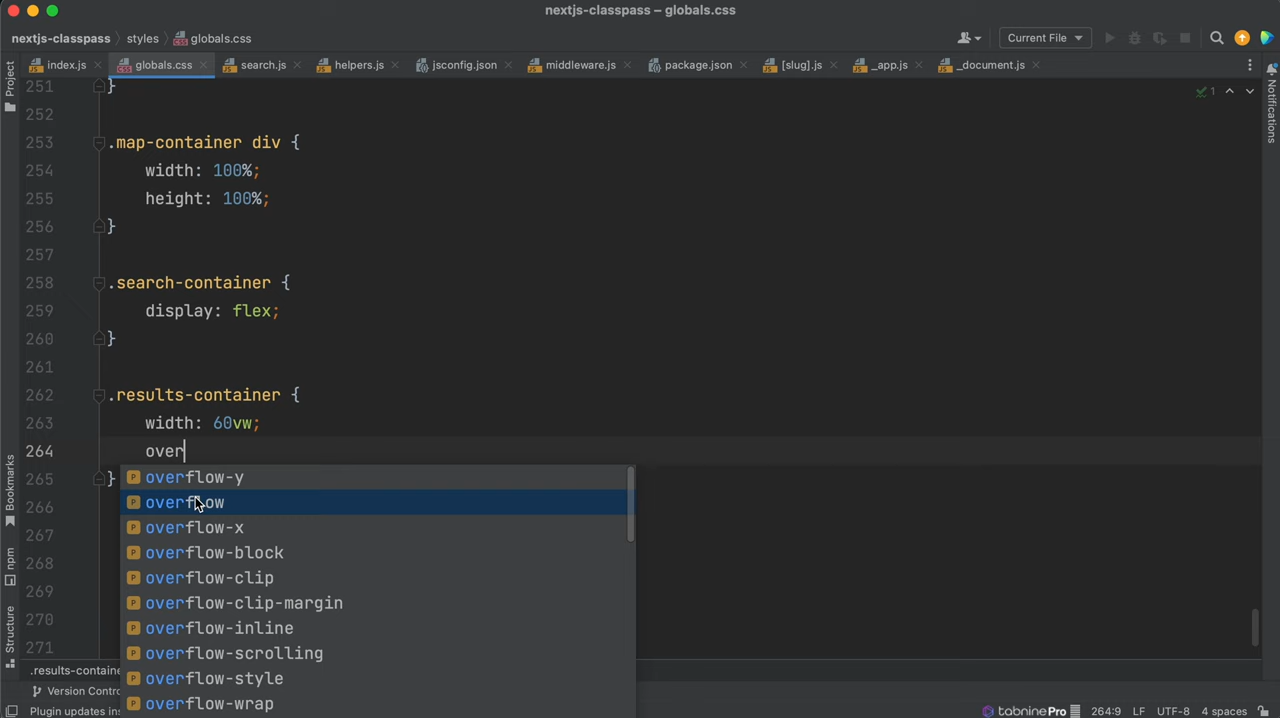 nextjs-classpass – globals.css
nextjs-classpass styles globals.css
Current File
index.js globals.css search.js helpers.js jsconfig.json middleware.js package.json [slug].js _app.js _document.js
Project
Notifications
1
251 }
252
253 .map-container div {
254 width: 100%;
255 height: 100%;
256 }
257
258 .search-container {
259 display: flex;
260 }
261
262 .results-container {
263 width: 60vw;
264 over
265 }
266
267
268
269
270
271
overflow-y
overflow
overflow-x
overflow-block
overflow-clip
overflow-clip-margin
overflow-inline
overflow-scrolling
overflow-style
overflow-wrap
Bookmarks
npm
Structure
.results-containe
Version Contro
Plugin updates ins
tabninePro 264:9 LF UTF-8 4 spaces